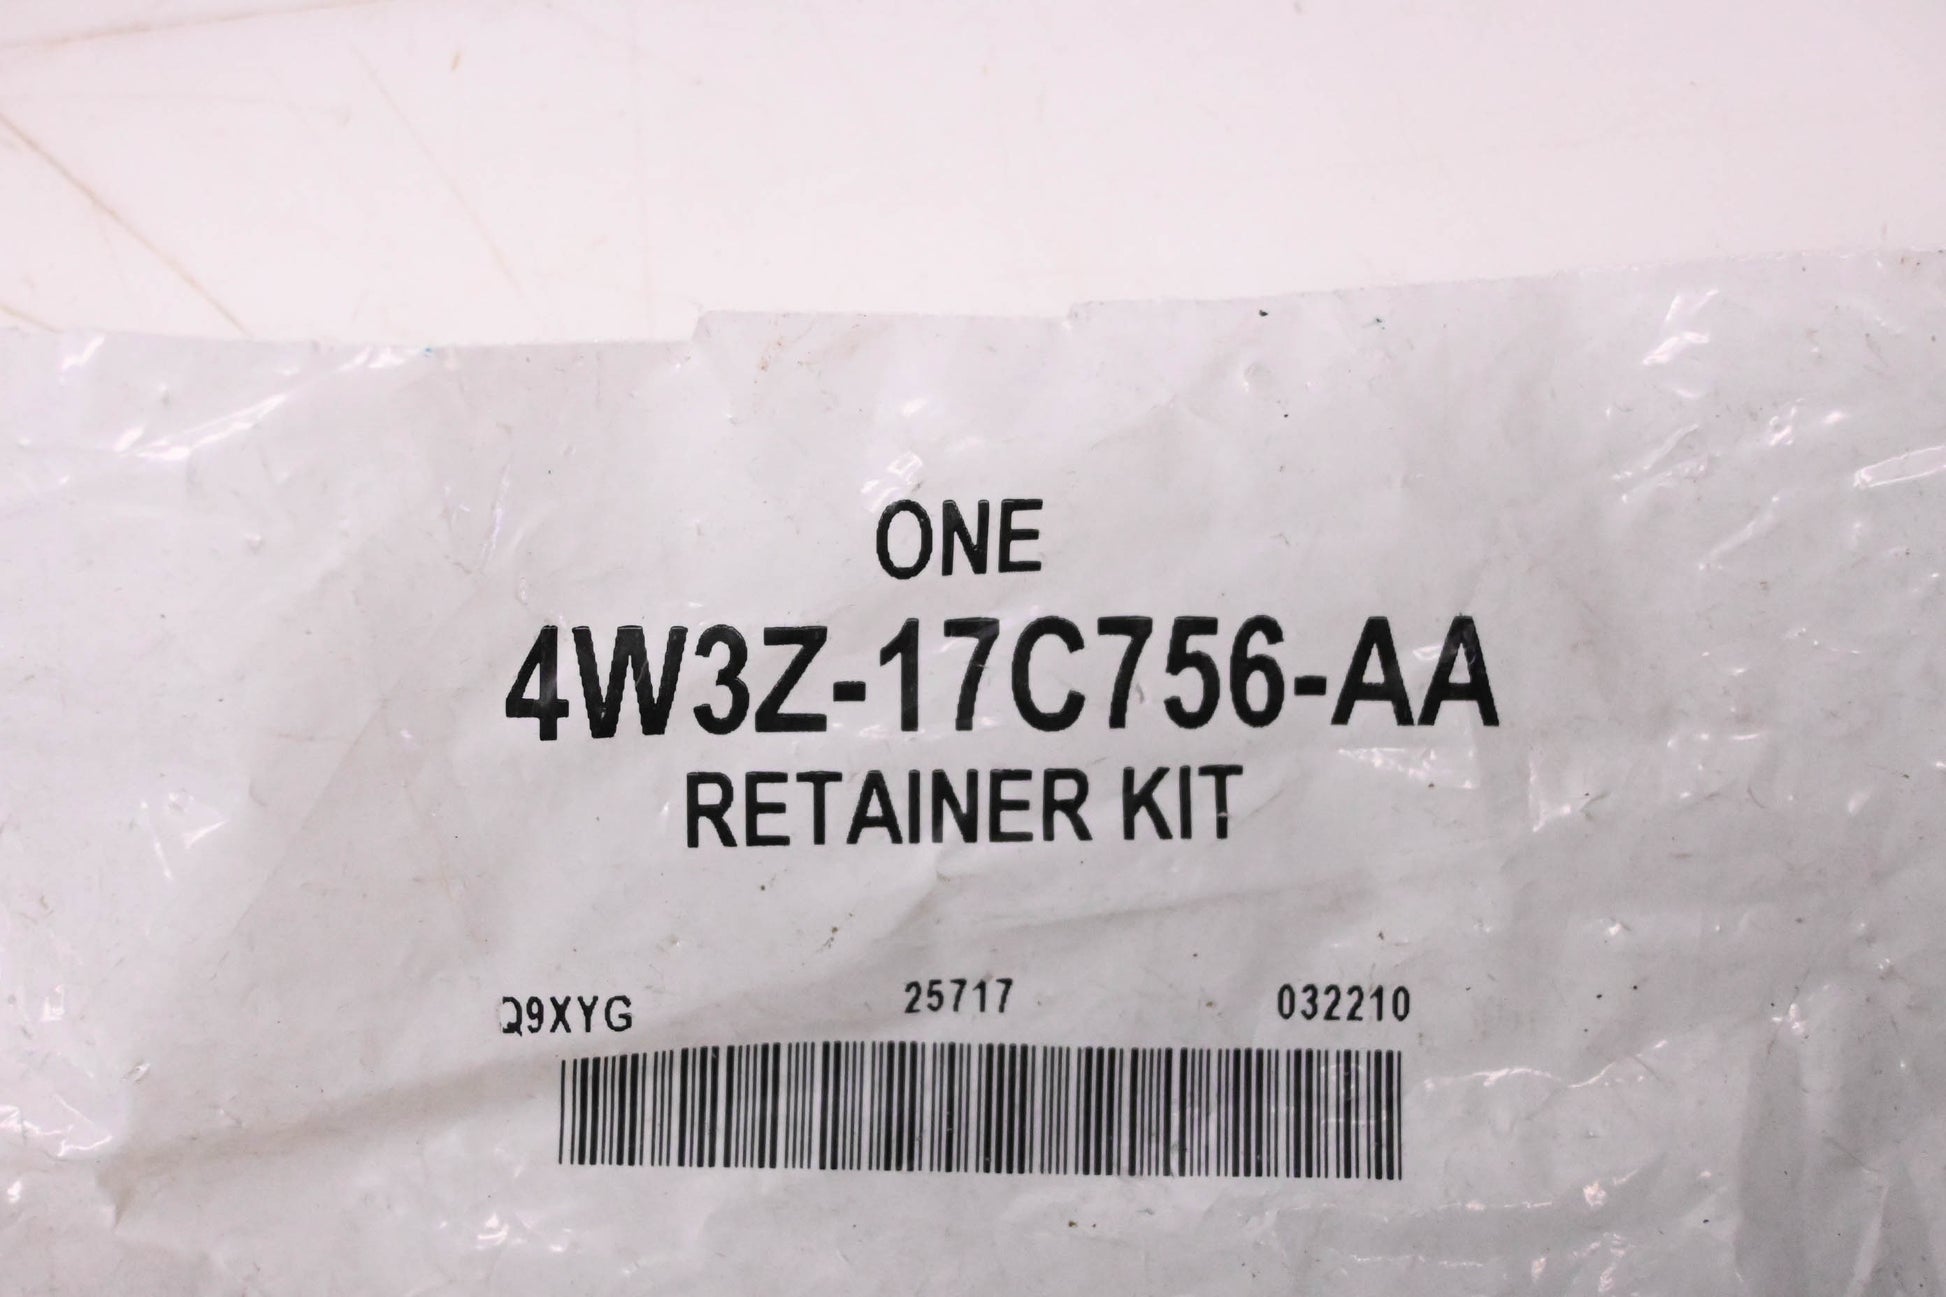 ONE
4W3Z-17C756-AA
RETAINER KIT
Q9XYG 25717 032210